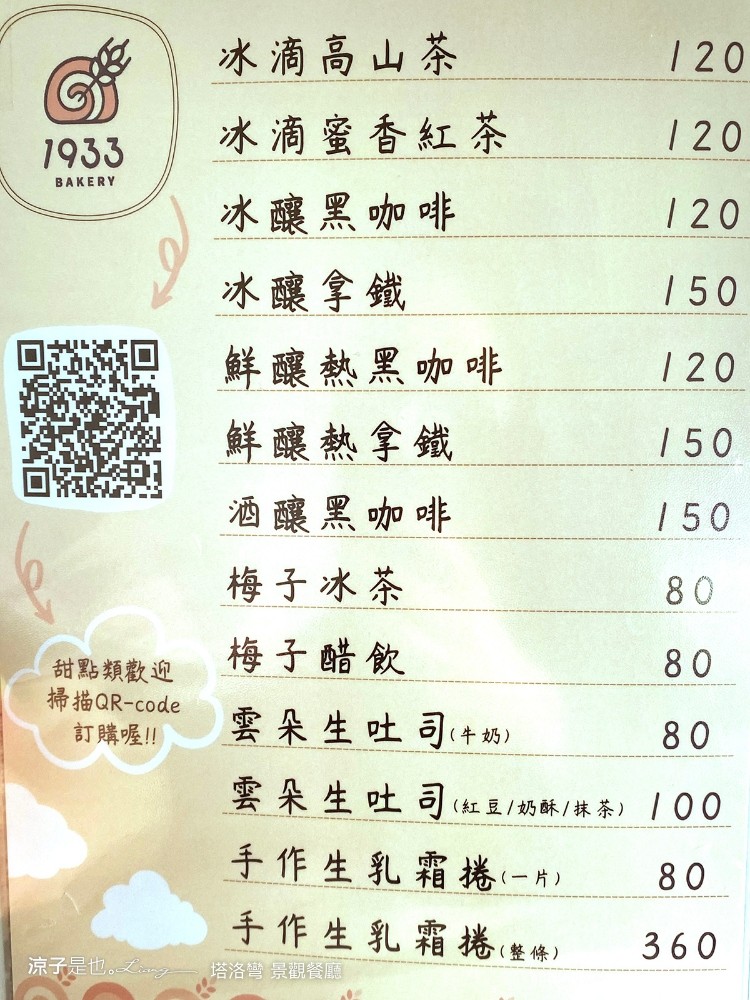 1933
BAKERY
冰滴高山茶 120
冰滴蜜香紅茶 120
冰釀黑咖啡 120
冰釀拿鐵 150
鮮釀熱黑咖啡 120
鮮釀熱拿鐵 150
酒釀黑咖啡 150
梅子冰茶 80
梅子醋飲 80
雲朵生吐司(牛奶) 80
雲朵生吐司(紅豆/奶酥/抹茶) 100
手作生乳霜捲(一片) 80
手作生乳霜捲(整條) 360
甜點類歡迎
掃描QR-code
訂購喔!!
涼子是也。Liang 塔洛彎 景觀餐廳